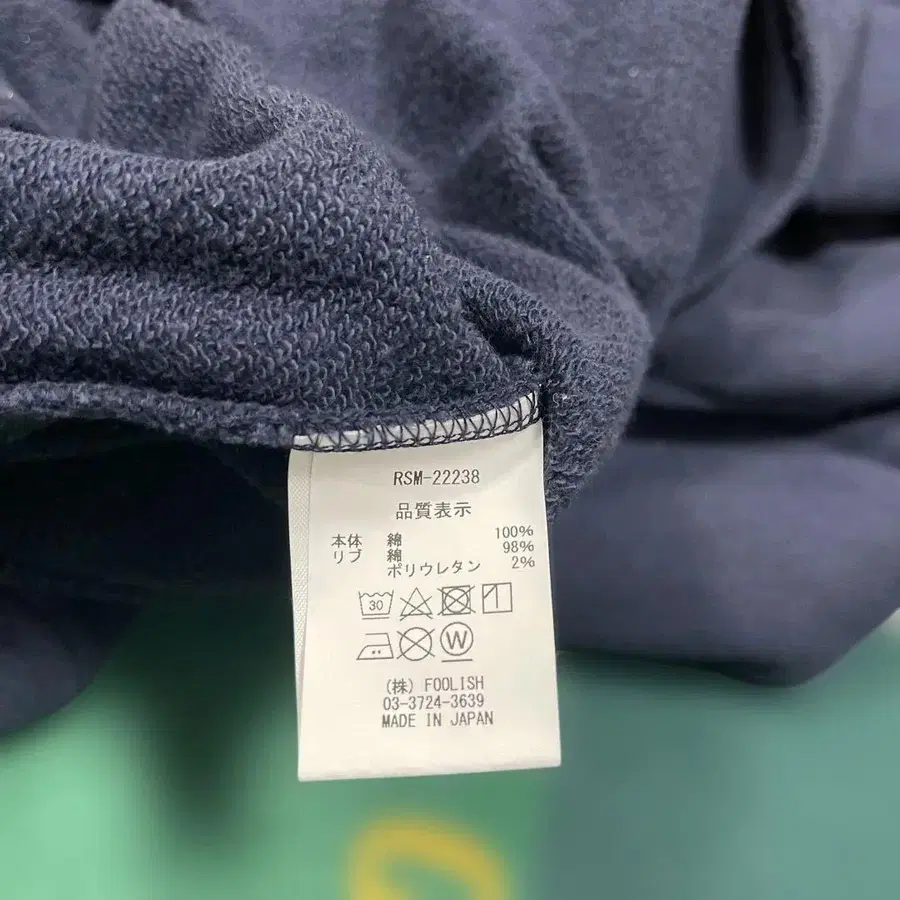 RSM-22238
品質表示
本体 綿 100%
リブ 綿 98%
ポリウレタン 2%
30
W
(株) FOOLISH
03-3724-3639
MADE IN JAPAN